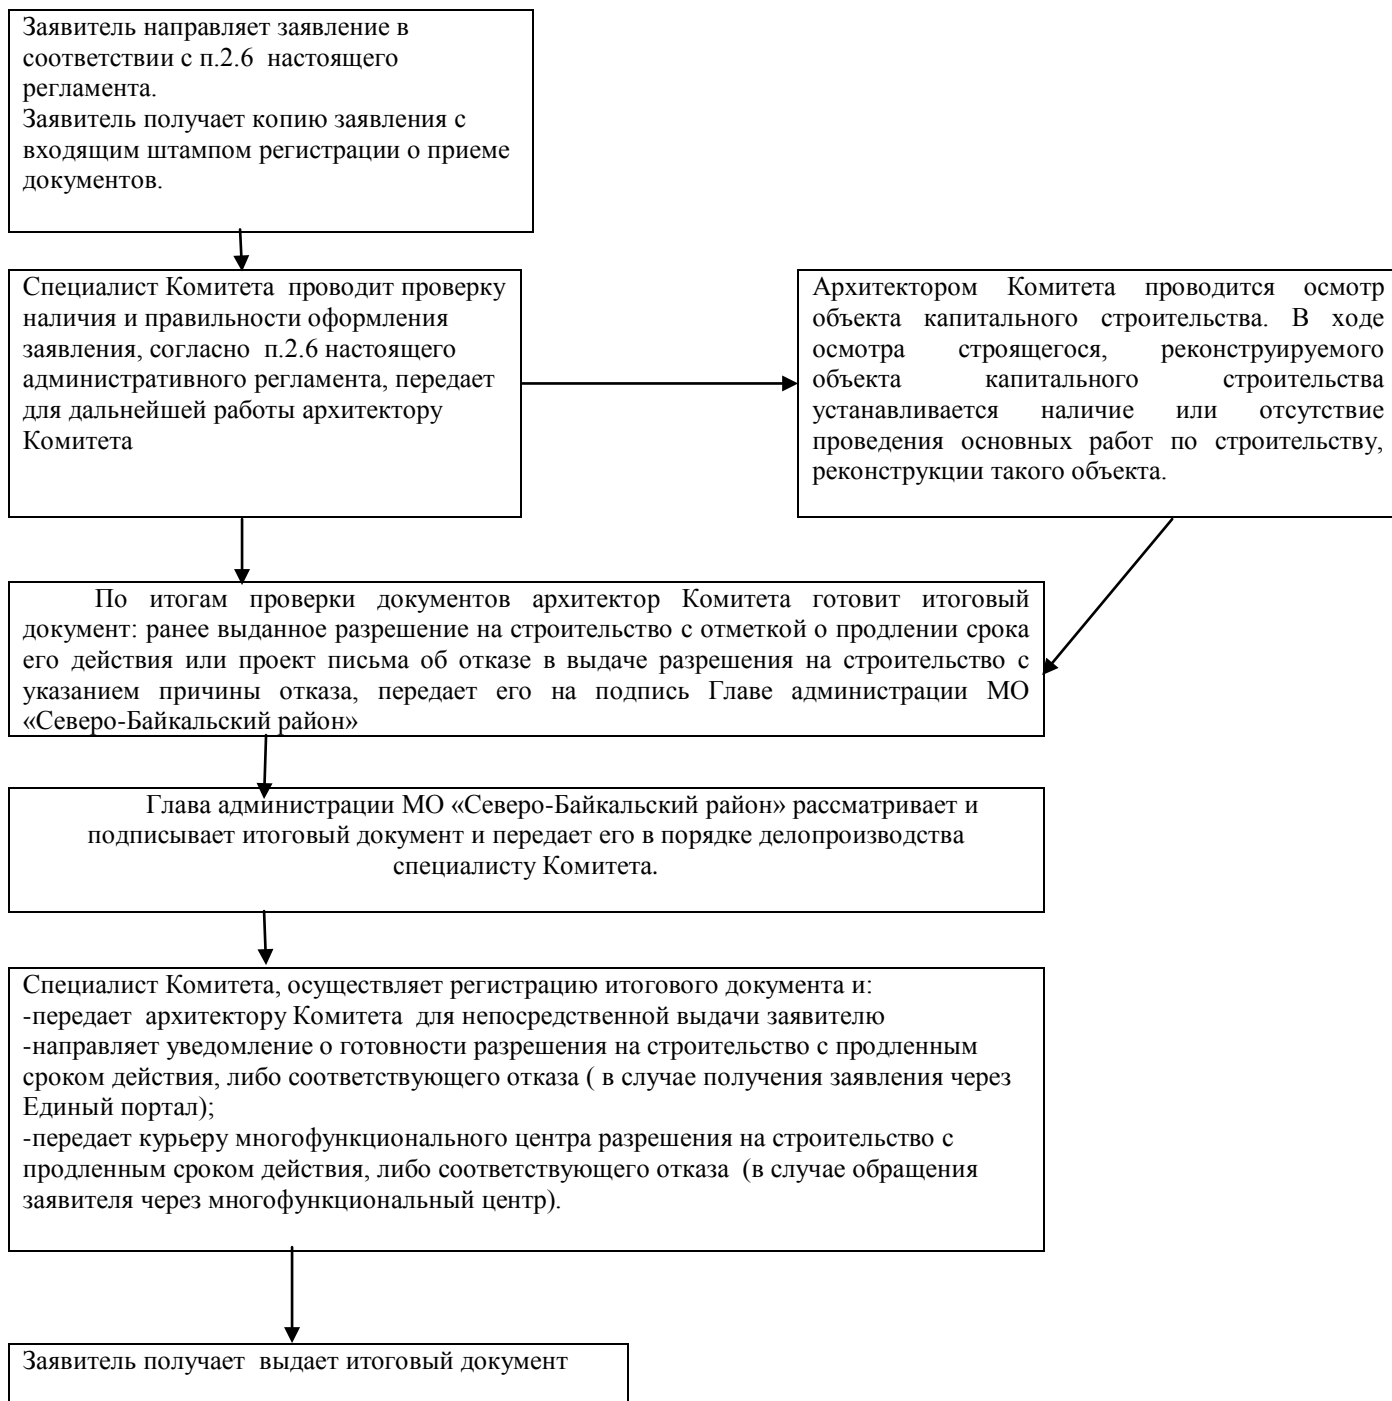 Заявитель направляет заявление в
соответствии с п.2.6 настоящего
регламента.
Заявитель получает копию заявления с
входящим штампом регистрации о приеме
документов.
Специалист Комитета проводит проверку
наличия и правильности оформления
заявления, согласно п.2.6 настоящего
административного регламента, передает
для дальнейшей работы архитектору
Комитета
Архитектором Комитета проводится осмотр
объекта капитального строительства. В ходе
осмотра строящегося, реконструируемого
объекта капитального строительства
устанавливается наличие или отсутствие
проведения основных работ по строительству,
реконструкции такого объекта.
По итогам проверки документов архитектор Комитета готовит итоговый
документ: ранее выданное разрешение на строительство с отметкой о продлении срока
его действия или проект письма об отказе в выдаче разрешения на строительство с
указанием причины отказа, передает его на подпись Главе администрации МО
«Северо-Байкальский район»
Глава администрации МО «Северо-Байкальский район» рассматривает и
подписывает итоговый документ и передает его в порядке делопроизводства
специалисту Комитета.
Специалист Комитета, осуществляет регистрацию итогового документа и:
-передает архитектору Комитета для непосредственной выдачи заявителю
-направляет уведомление о готовности разрешения на строительство с продленным
сроком действия, либо соответствующего отказа ( в случае получения заявления через
Единый портал);
-передает курьеру многофункционального центра разрешения на строительство с
продленным сроком действия, либо соответствующего отказа (в случае обращения
заявителя через многофункциональный центр).
Заявитель получает выдает итоговый документ